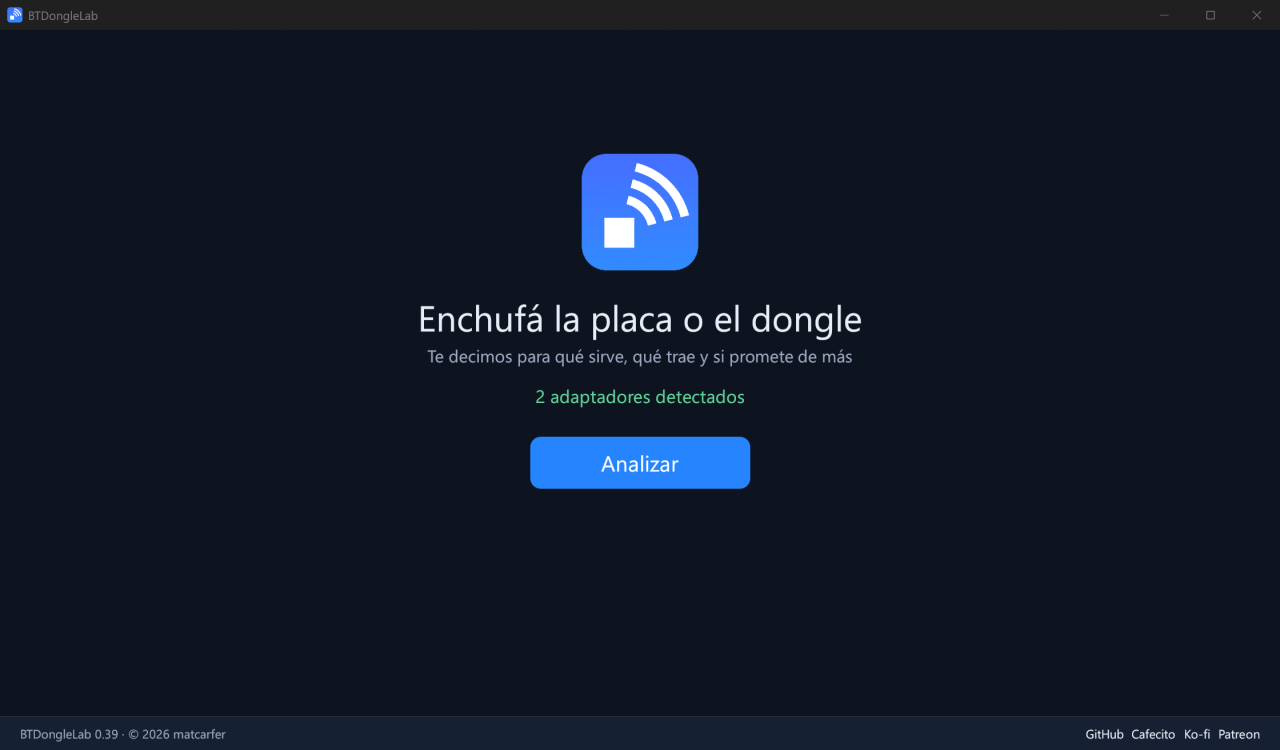 BTDongleLab
Enchufá la placa o el dongle
Te decimos para qué sirve, qué trae y si promete de más
2 adaptadores detectados
Analizar
BTDongleLab 0.39 · © 2026 matcarfer
GitHub Cafecito Ko-fi Patreon